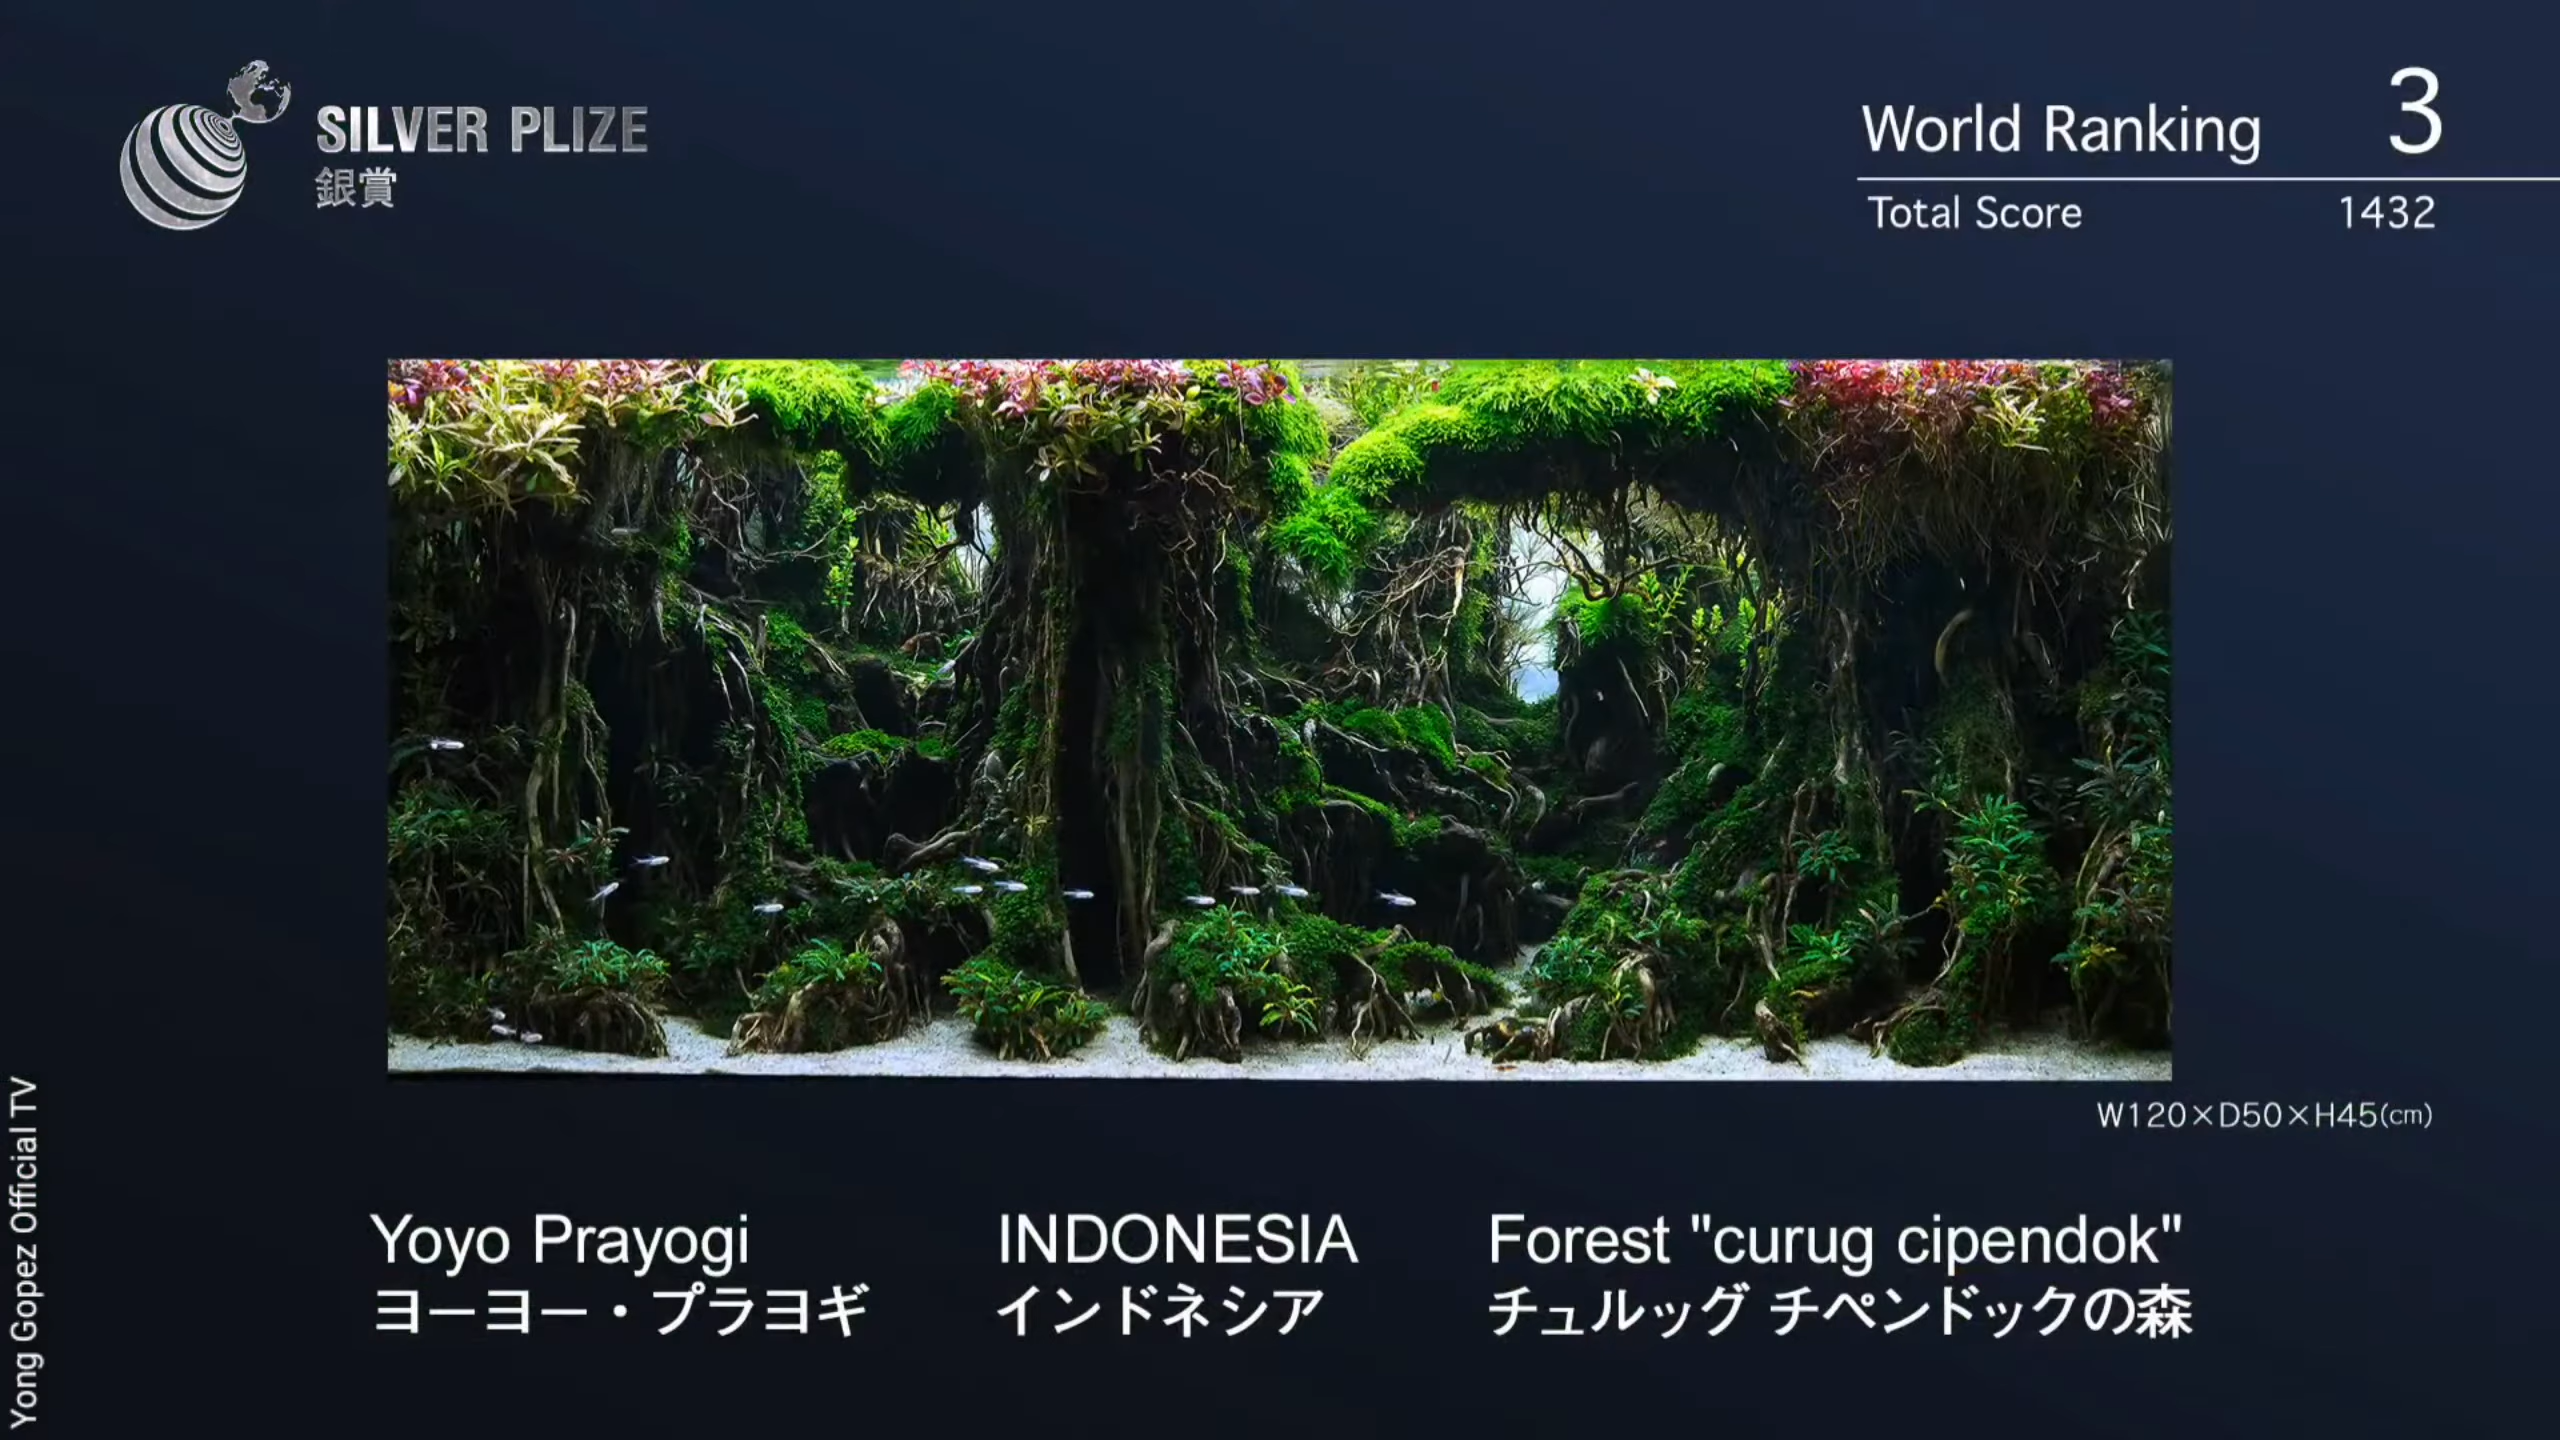 SILVER PLIZE
銀賞
World Ranking 3
Total Score 1432
W120×D50×H45(cm)
Yoyo Prayogi
ヨーヨー・プラヨギ
INDONESIA
インドネシア
Forest "curug cipendok"
チュルッグ チペンドックの森
Yong Gopez Official TV